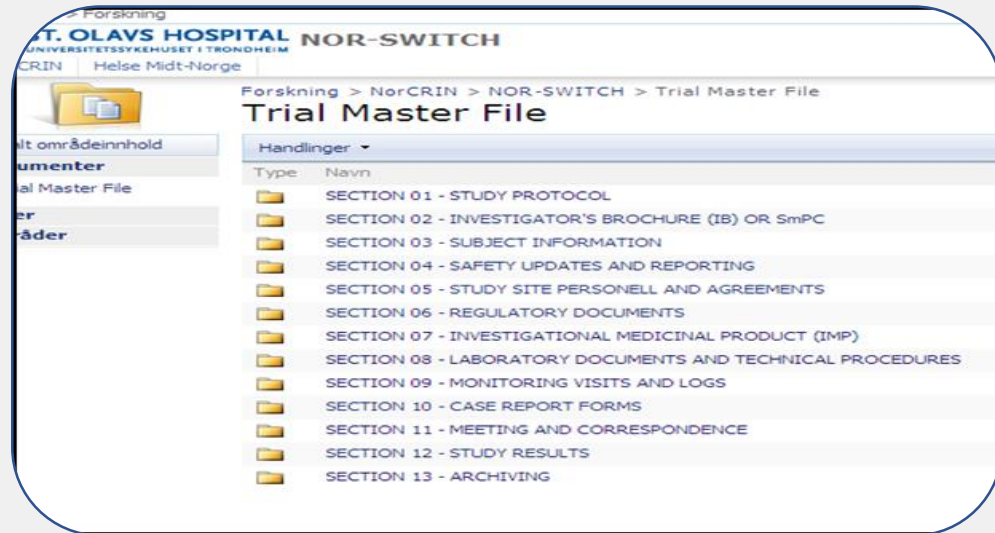 > Forskning
ST. OLAVS HOSPITAL
UNIVERSITETSSYKEHUSET I TRONDHEIM
NOR-SWITCH
CRIN Helse Midt-Norge
Forskning > NorCRIN > NOR-SWITCH > Trial Master File
Trial Master File
alt områdeinnhold
umenter
ial Master File
er
råder
Handlinger
Type Navn
SECTION 01 - STUDY PROTOCOL
SECTION 02 - INVESTIGATOR'S BROCHURE (IB) OR SmPC
SECTION 03 - SUBJECT INFORMATION
SECTION 04 - SAFETY UPDATES AND REPORTING
SECTION 05 - STUDY SITE PERSONELL AND AGREEMENTS
SECTION 06 - REGULATORY DOCUMENTS
SECTION 07 - INVESTIGATIONAL MEDICINAL PRODUCT (IMP)
SECTION 08 - LABORATORY DOCUMENTS AND TECHNICAL PROCEDURES
SECTION 09 - MONITORING VISITS AND LOGS
SECTION 10 - CASE REPORT FORMS
SECTION 11 - MEETING AND CORRESPONDENCE
SECTION 12 - STUDY RESULTS
SECTION 13 - ARCHIVING